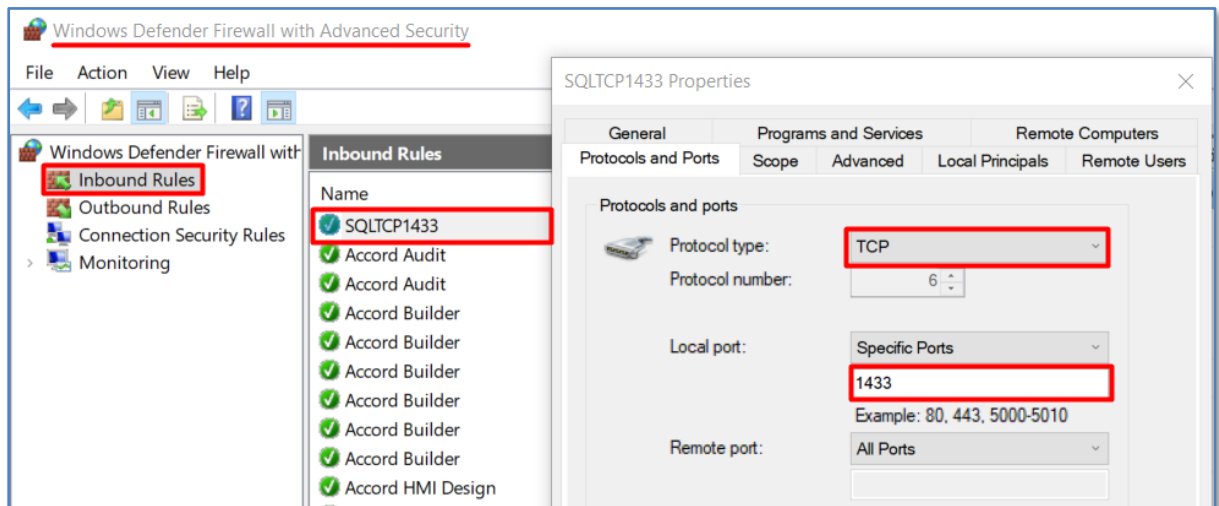 Windows Defender Firewall with Advanced Security
File Action View Help
Windows Defender Firewall with
Inbound Rules
Outbound Rules
Connection Security Rules
Monitoring
Inbound Rules
Name
SQLTCP1433
Accord Audit
Accord Audit
Accord Builder
Accord Builder
Accord Builder
Accord Builder
Accord Builder
Accord Builder
Accord HMI Design
SQLTCP1433 Properties
General Programs and Services Remote Computers
Protocols and Ports Scope Advanced Local Principals Remote Users
Protocols and ports
Protocol type: TCP
Protocol number: 6
Local port: Specific Ports
1433
Example: 80, 443, 5000-5010
Remote port: All Ports